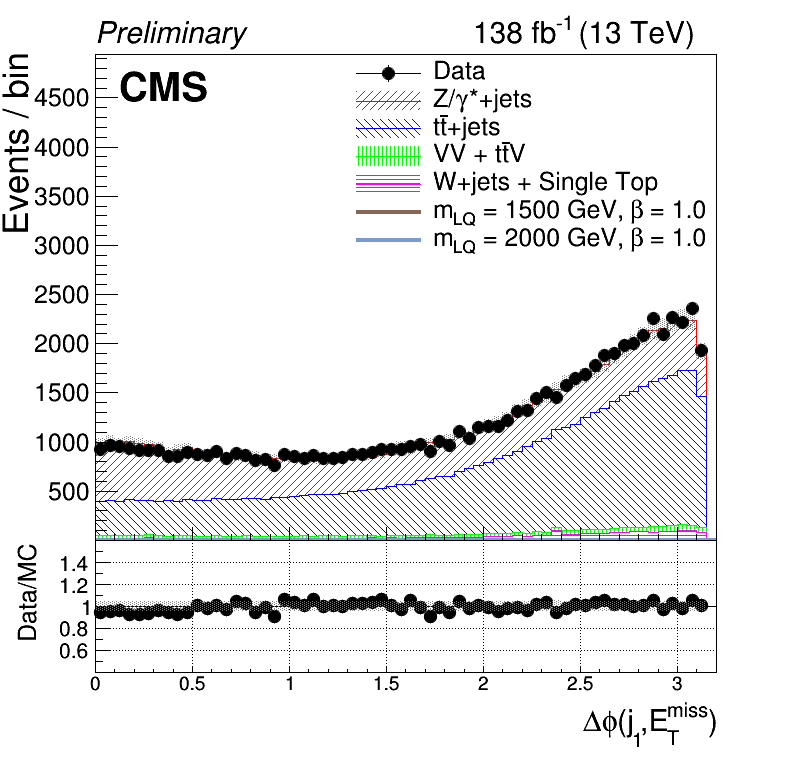 Preliminary 138 fb⁻¹ (13 TeV)
CMS
Data
Z/γ*+jets
tt̄+jets
VV + tt̄V
W+jets + Single Top
m_LQ = 1500 GeV, β = 1.0
m_LQ = 2000 GeV, β = 1.0
Events / bin
4500
4000
3500
3000
2500
2000
1500
1000
500
Data/MC
1.4
1.2
1
0.8
0.6
0 0.5 1 1.5 2 2.5 3
Δφ(j₁,E_T^miss)